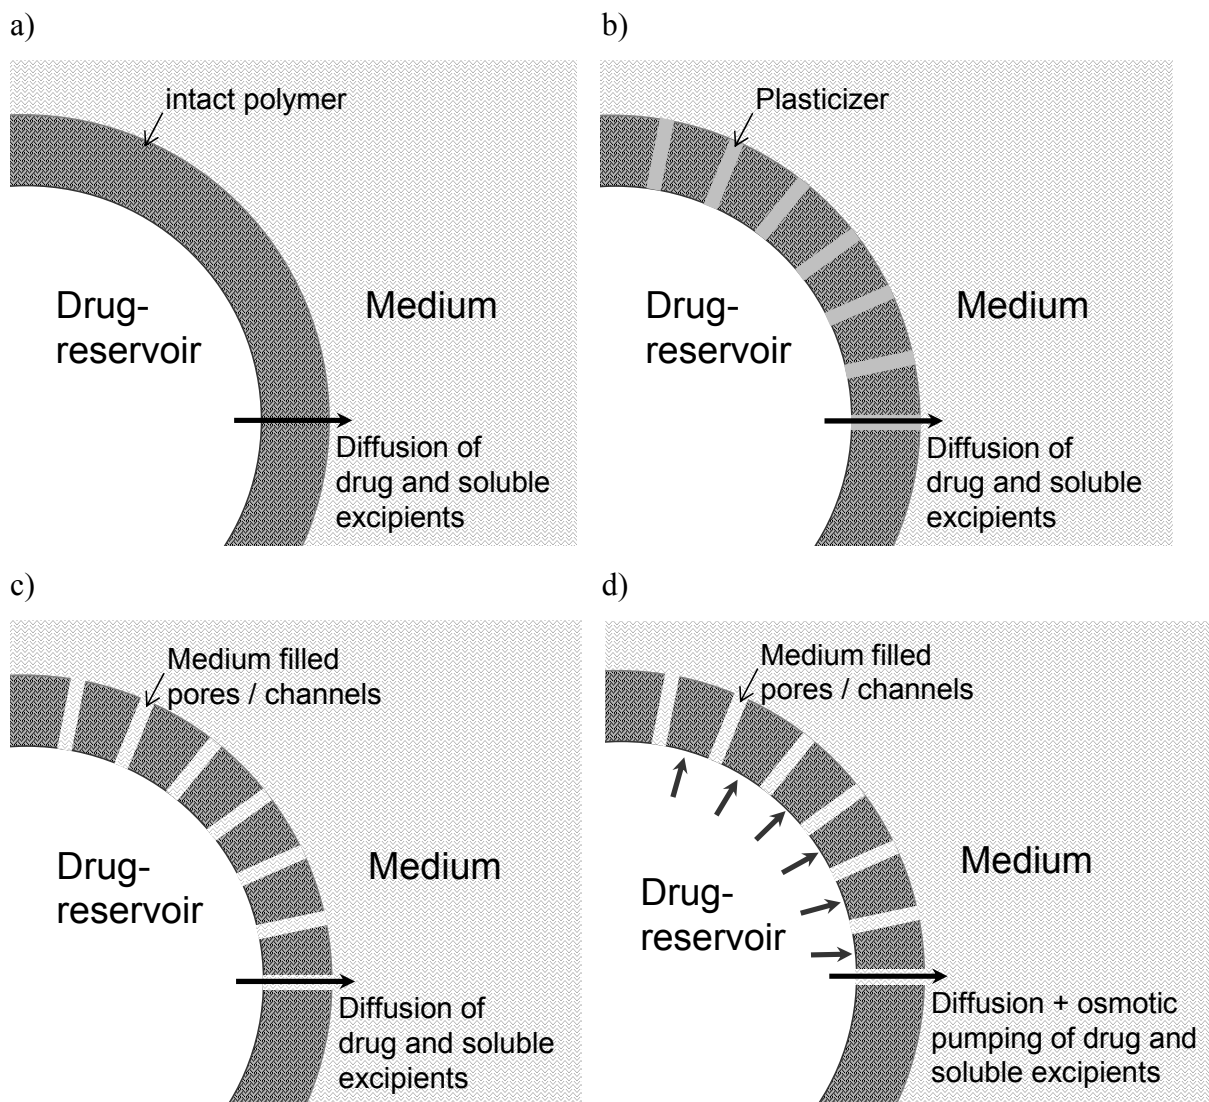 a)
intact polymer
Drug-
reservoir
Medium
Diffusion of
drug and soluble
excipients
b)
Plasticizer
Drug-
reservoir
Medium
Diffusion of
drug and soluble
excipients
c)
Medium filled
pores / channels
Drug-
reservoir
Medium
Diffusion of
drug and soluble
excipients
d)
Medium filled
pores / channels
Drug-
reservoir
Medium
Diffusion + osmotic
pumping of drug and
soluble excipients